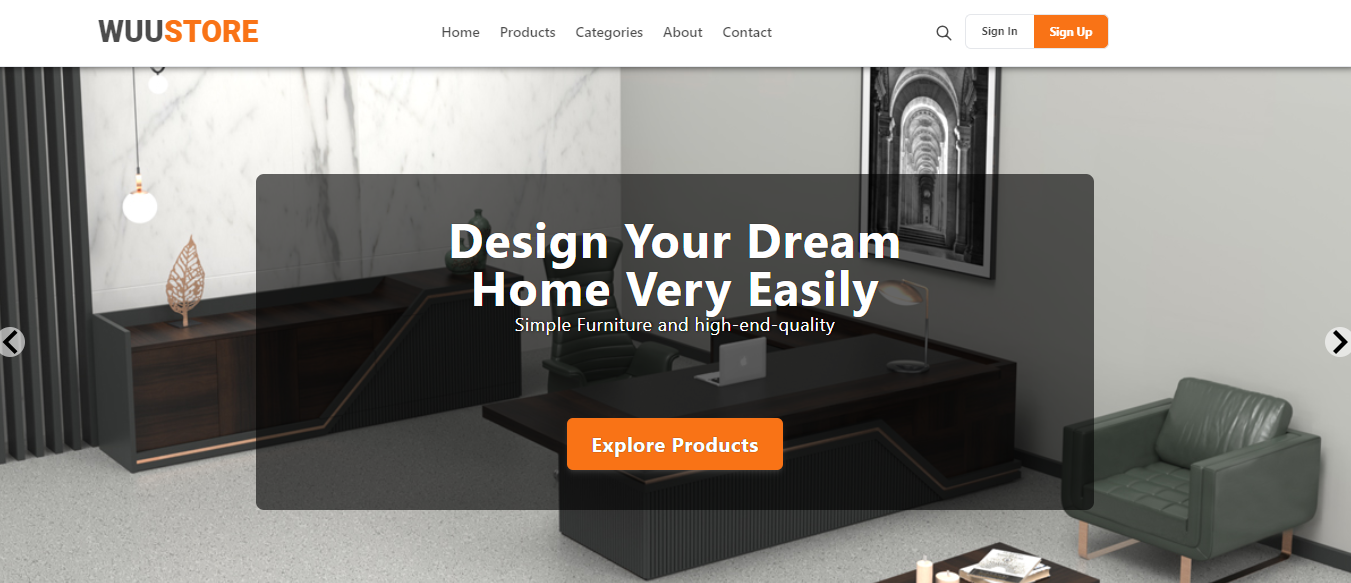 WUUSTORE
Home Products Categories About Contact
Sign In Sign Up
Design Your Dream
Home Very Easily
Simple Furniture and high-end-quality
Explore Products